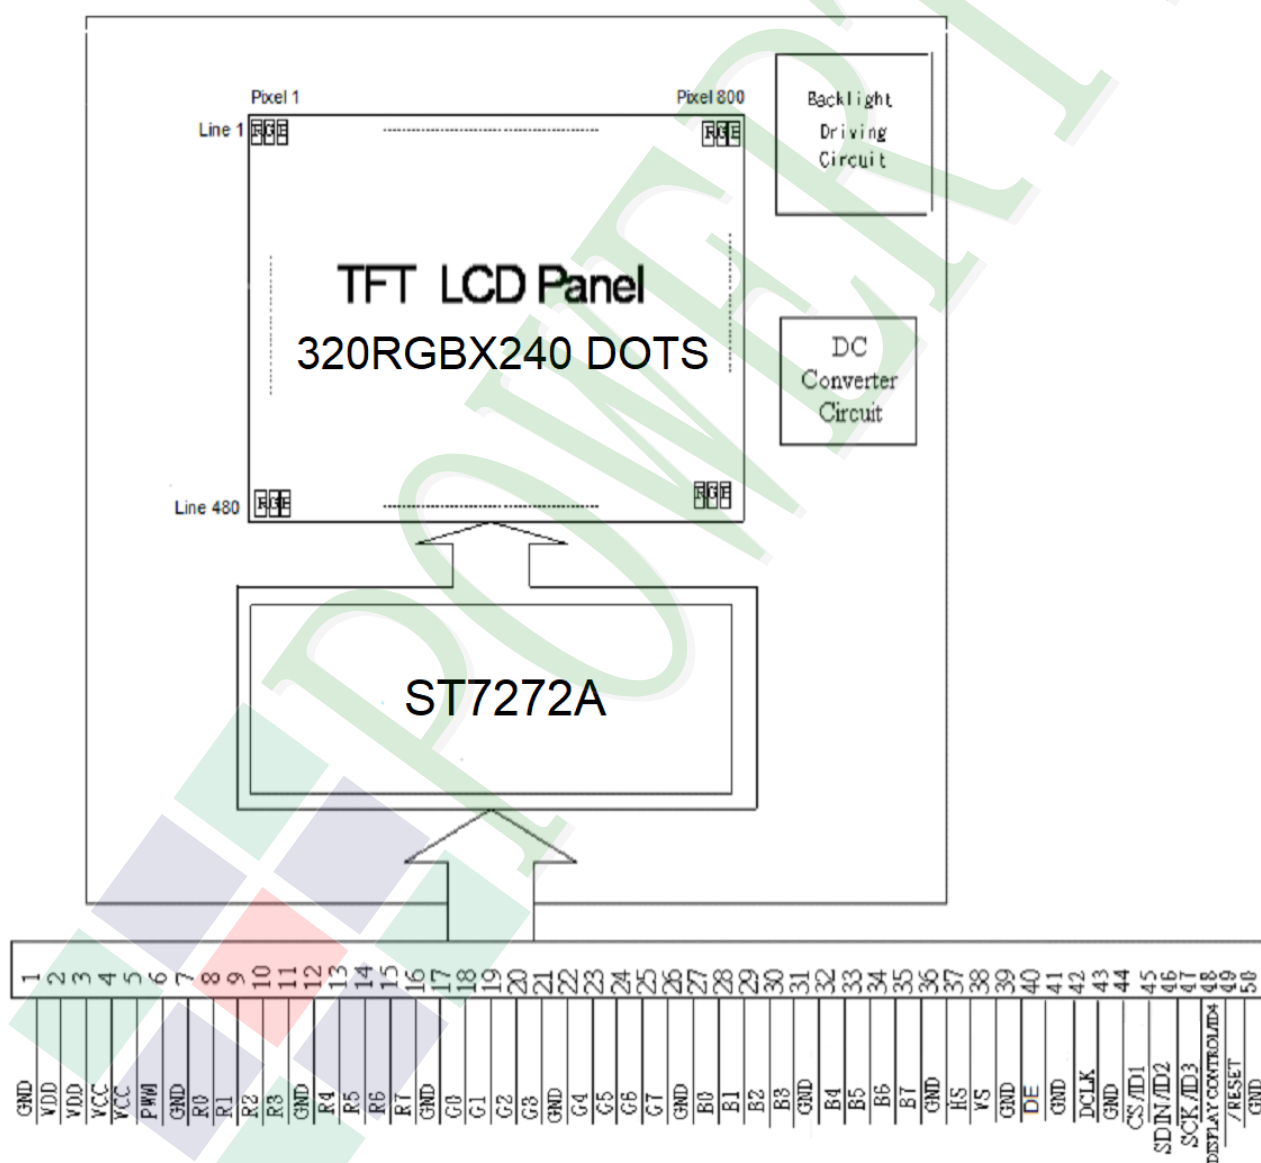 Pixel 1
Pixel 800
Line 1
R G B
R G B
Backlight
Driving
Circuit
TFT LCD Panel
320RGBX240 DOTS
DC
Converter
Circuit
Line 480
R G B
R G B
ST7272A
POWERT
1 2 3 4 5 6 7 8 9 10 11 12 13 14 15 16 17 18 19 20 21 22 23 24 25 26 27 28 29 30 31 32 33 34 35 36 37 38 39 40 41 42 43 44 45 46 47 48 49 50
GND
VDD
VDD
VCC
VCC
PWM
GND
R0
R1
R2
R3
GND
R4
R5
R6
R7
GND
G0
G1
G2
G3
GND
G4
G5
G6
G7
GND
B0
B1
B2
B3
GND
B4
B5
B6
B7
GND
HS
VS
GND
DE
GND
DCLK
GND
CS/ID1
SDIN/ID2
SCK/ID3
DISPLAY CONTROL/ID4
/RESET
GND